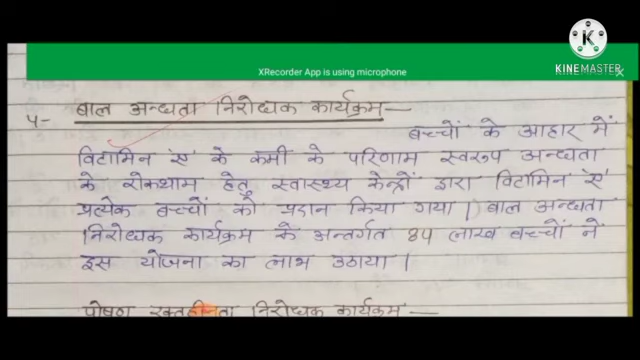 KINEMASTER
XRecorder App is using microphone
५- बाल अन्धता निरोधक कार्यक्रम —
बच्चों के आहार में
विटामिन 'ए' के कमी के परिणाम स्वरूप अन्धता
के रोकथाम हेतु स्वास्थ्य केन्द्रों द्वारा विटामिन 'ए'
प्रत्येक बच्चों को प्रदान किया गया । बाल अन्धता
निरोधक कार्यक्रम के अन्तर्गत 84 लाख बच्चों नें
इस योजना का लाभ उठाया ।
पोषण रक्तहीनता निरोधक कार्यक्रम —